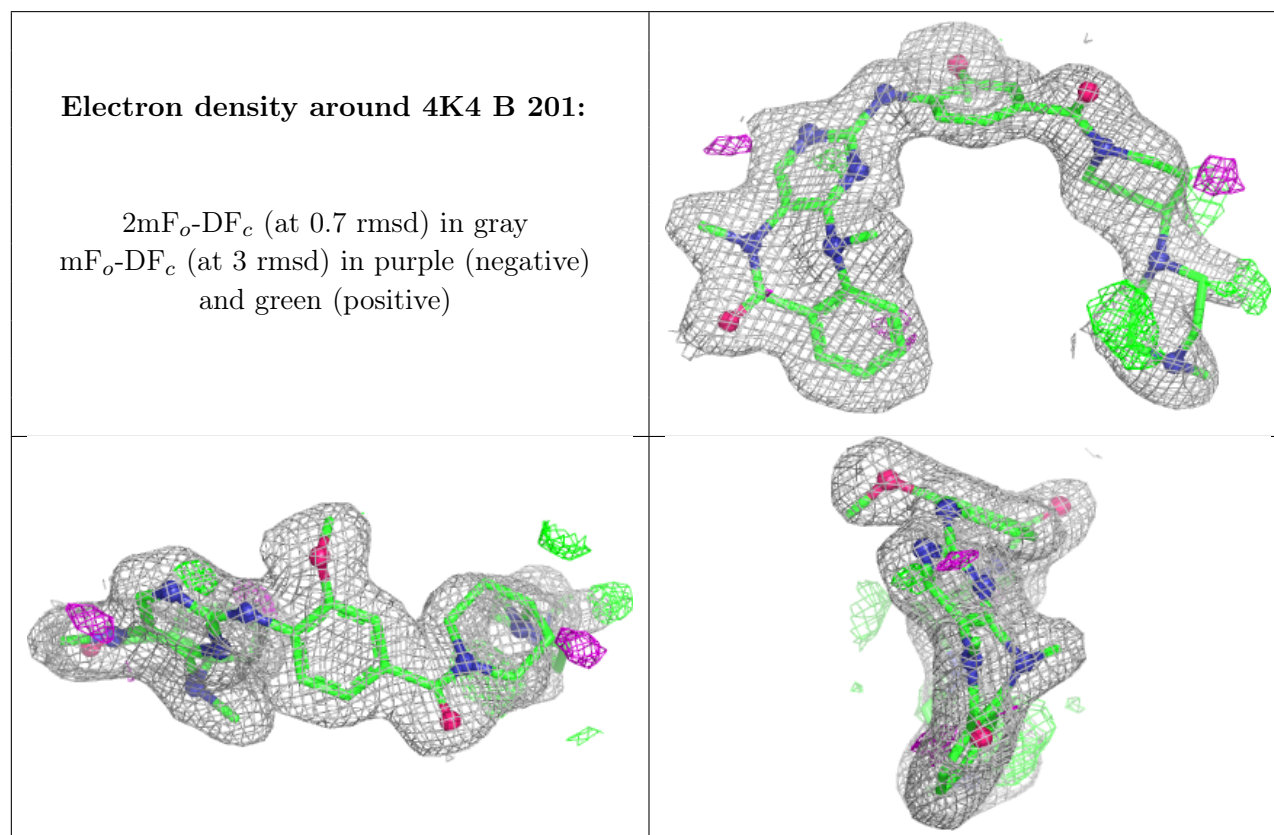 Electron density around 4K4 B 201:
2mFo-DFc (at 0.7 rmsd) in gray
mFo-DFc (at 3 rmsd) in purple (negative)
and green (positive)